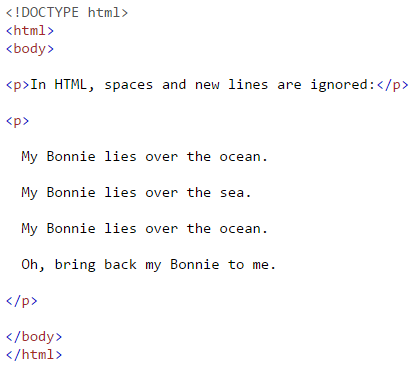 <!DOCTYPE html>
<html>
<body>
<p>In HTML, spaces and new lines are ignored:</p>
<p>
My Bonnie lies over the ocean.
My Bonnie lies over the sea.
My Bonnie lies over the ocean.
Oh, bring back my Bonnie to me.
</p>
</body>
</html>